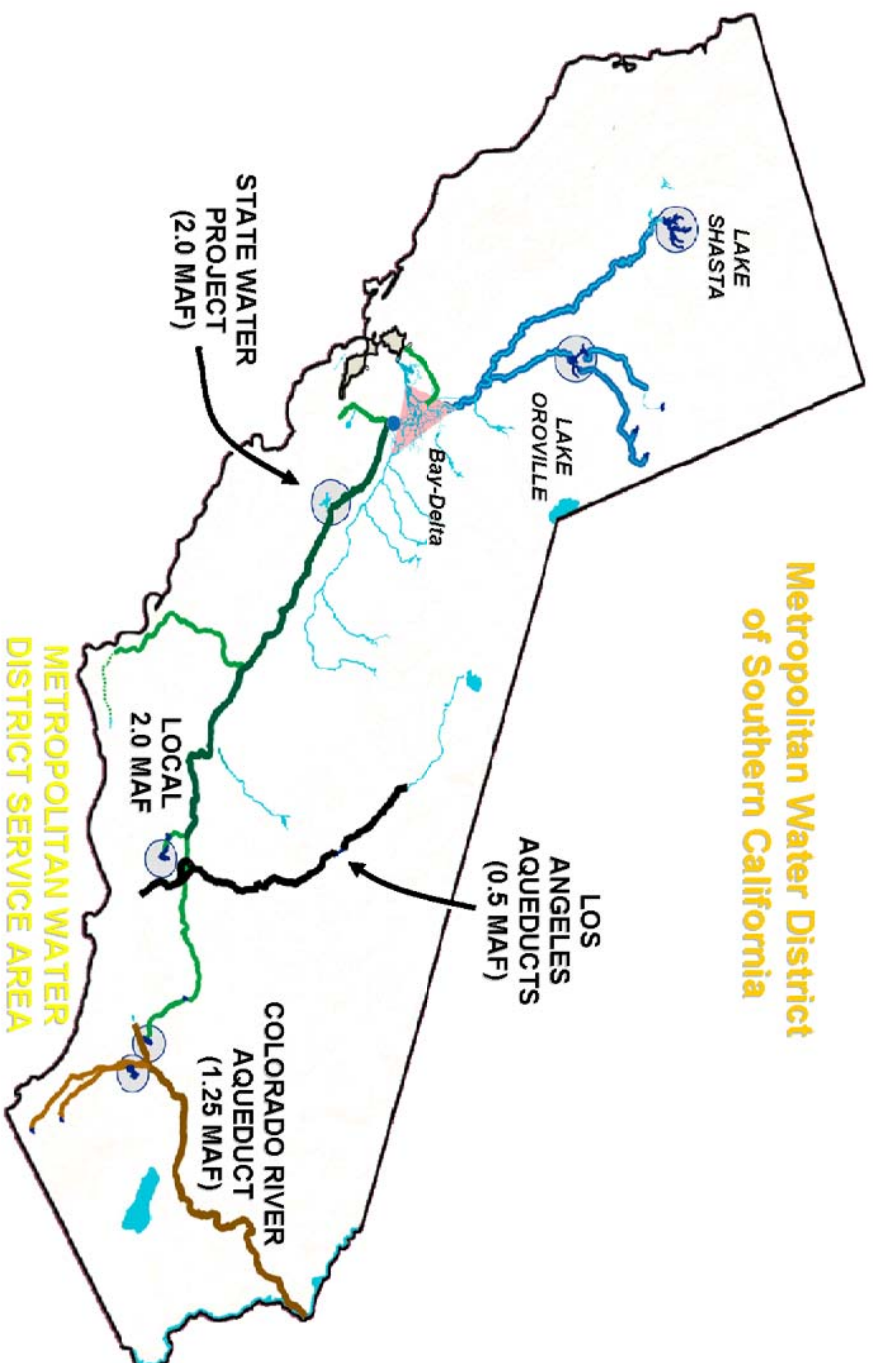 Metropolitan Water District
of Southern California
LAKE
SHASTA
LAKE
OROVILLE
Bay-Delta
STATE WATER
PROJECT
(2.0 MAF)
LOS
ANGELES
AQUEDUCTS
(0.5 MAF)
LOCAL
2.0 MAF
COLORADO RIVER
AQUEDUCT
(1.25 MAF)
METROPOLITAN WATER
DISTRICT SERVICE AREA